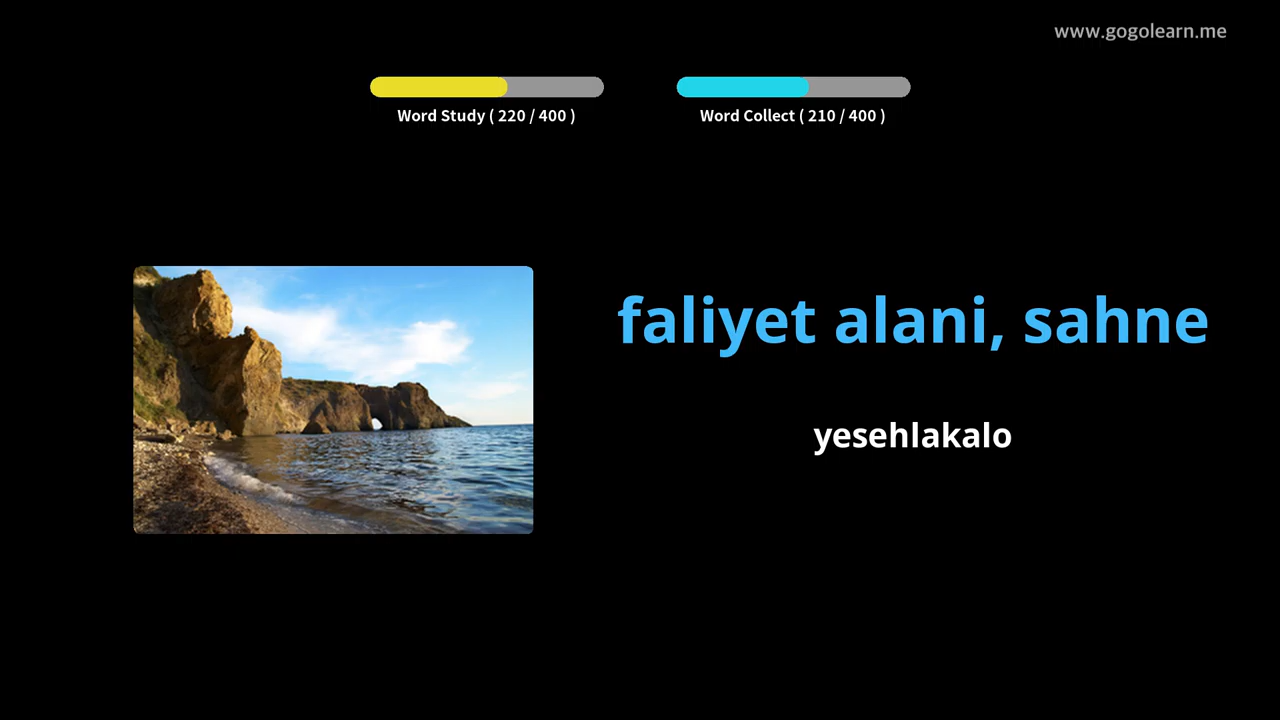 www.gogolearn.me
Word Study ( 220 / 400 )
Word Collect ( 210 / 400 )
faliyet alani, sahne
yesehlakalo